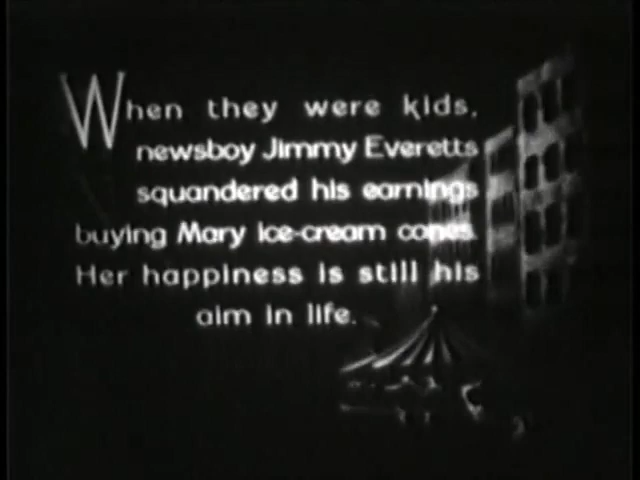 When they were kids,
newsboy Jimmy Everetts
squandered his earnings
buying Mary ice-cream cones.
Her happiness is still his
aim in life.